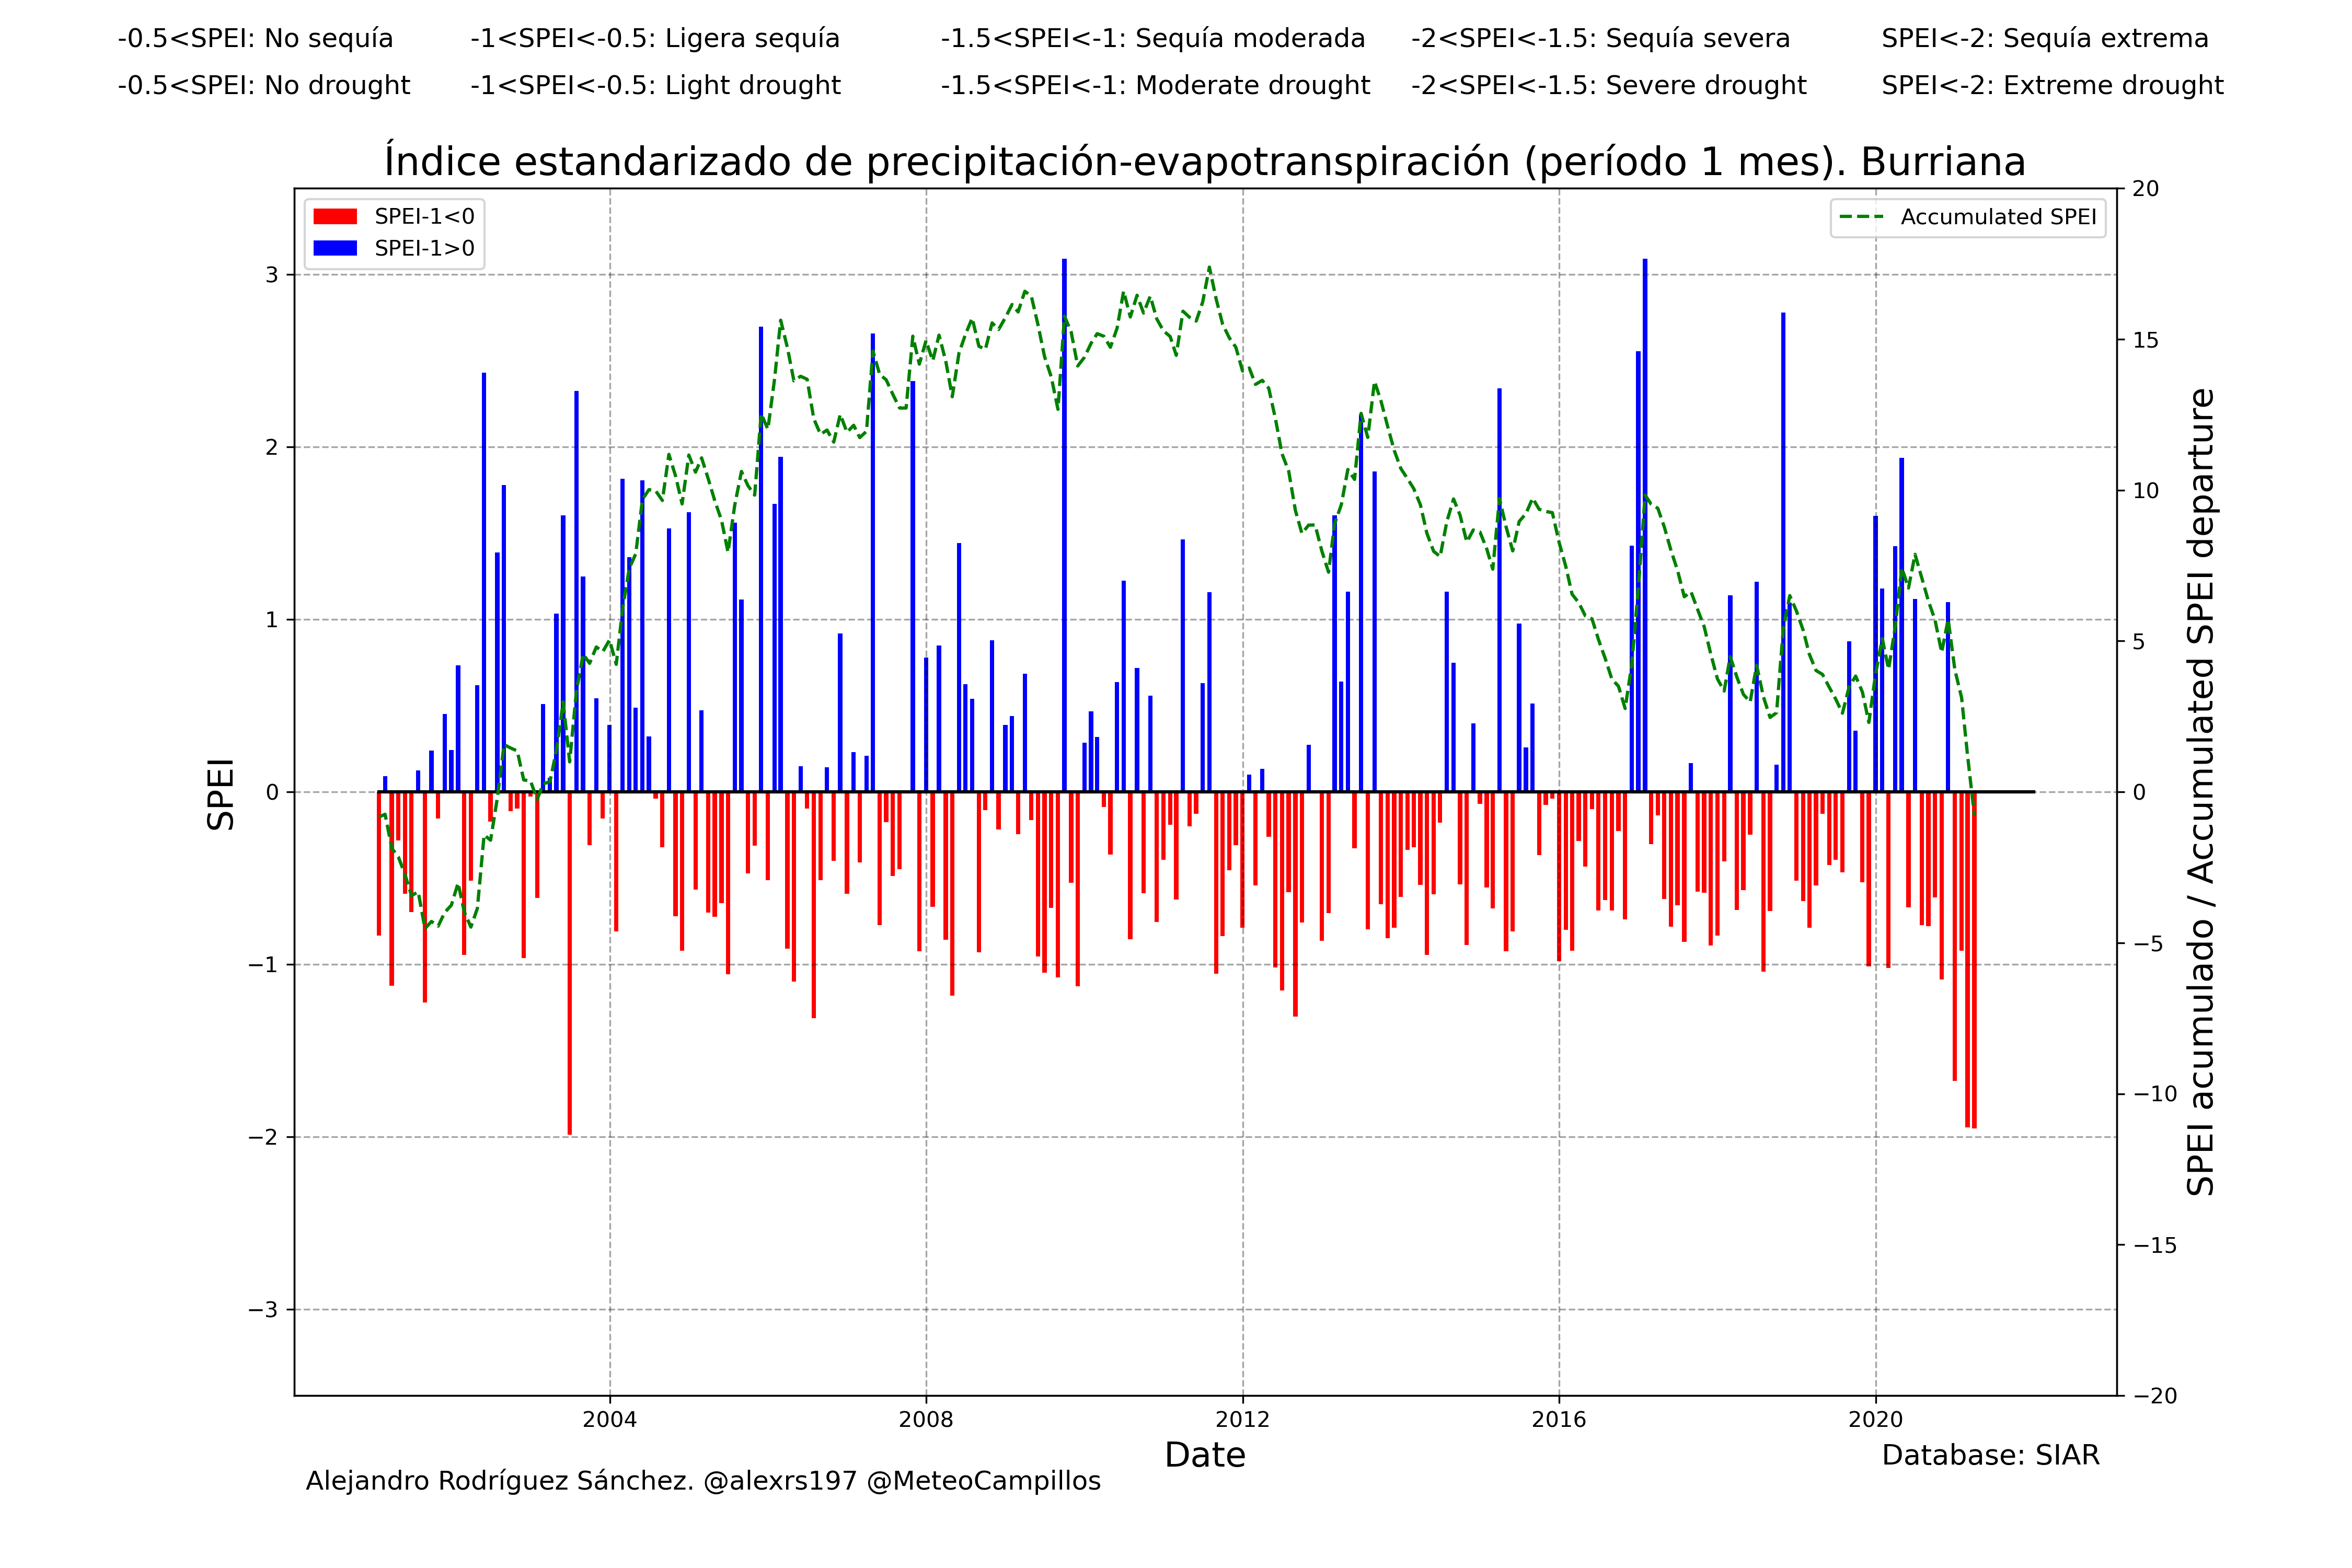 -0.5<SPEI: No sequía -1<SPEI<-0.5: Ligera sequía -1.5<SPEI<-1: Sequía moderada -2<SPEI<-1.5: Sequía severa SPEI<-2: Sequía extrema
-0.5<SPEI: No drought -1<SPEI<-0.5: Light drought -1.5<SPEI<-1: Moderate drought -2<SPEI<-1.5: Severe drought SPEI<-2: Extreme drought
Índice estandarizado de precipitación-evapotranspiración (período 1 mes). Burriana
SPEI-1<0
SPEI-1>0
Accumulated SPEI
SPEI
3
2
1
0
−1
−2
−3
20
15
10
5
0
−5
−10
−15
−20
SPEI acumulado / Accumulated SPEI departure
2004 2008 2012 2016 2020
Date
Database: SIAR
Alejandro Rodríguez Sánchez. @alexrs197 @MeteoCampillos